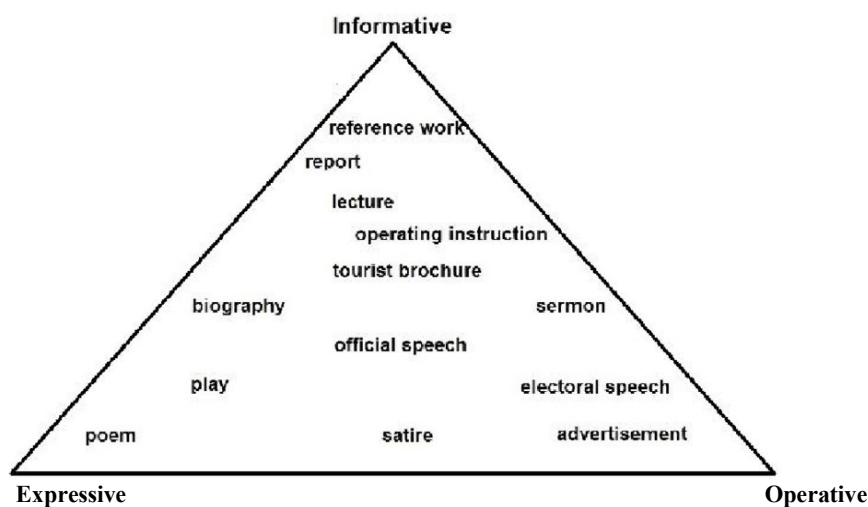 Informative
reference work
report
lecture
operating instruction
tourist brochure
biography
sermon
official speech
play
electoral speech
poem
satire
advertisement
Expressive
Operative